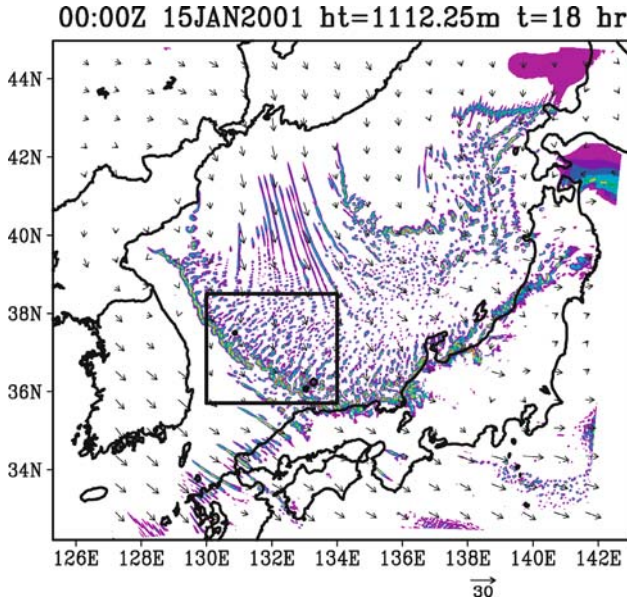 00:00Z 15JAN2001 ht=1112.25m t=18 hr
44N
42N
40N
38N
36N
34N
126E 128E 130E 132E 134E 136E 138E 140E 142E
30